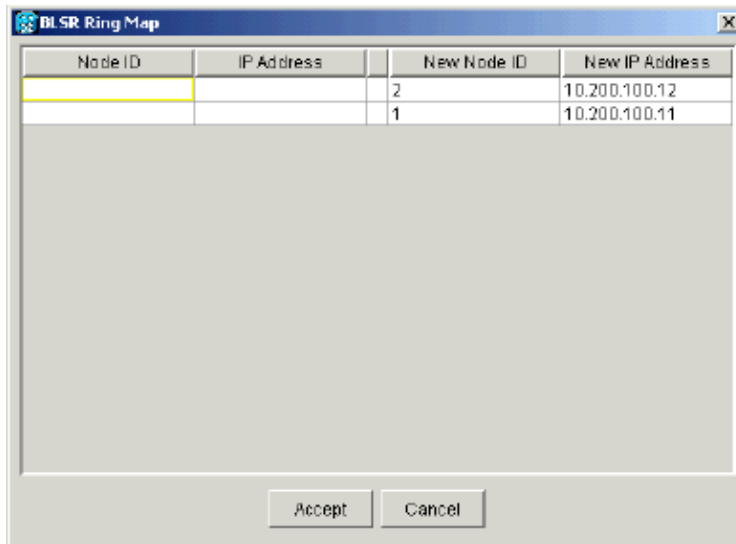 BLSR Ring Map
Node ID IP Address New Node ID New IP Address
2 10.200.100.12
1 10.200.100.11
Accept Cancel